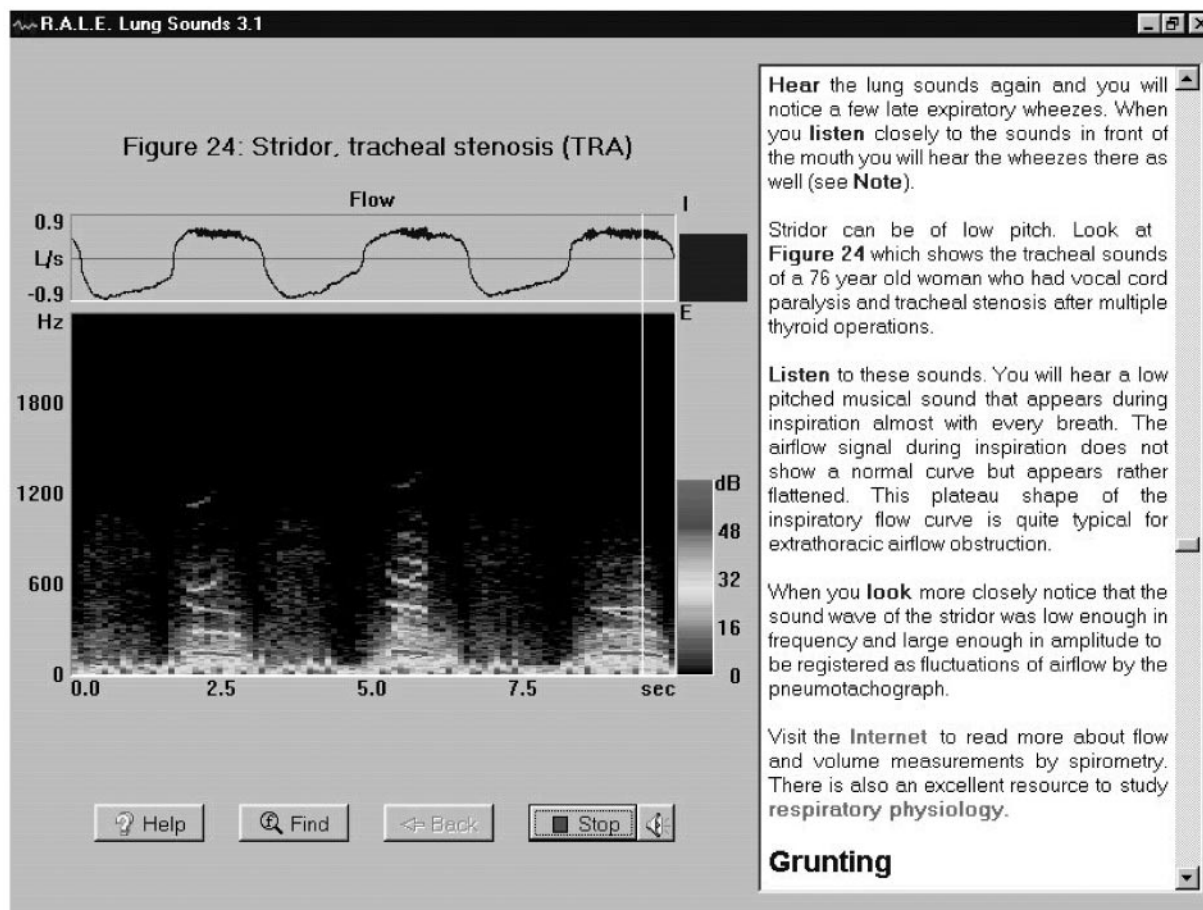 R.A.L.E. Lung Sounds 3.1
Figure 24: Stridor, tracheal stenosis (TRA)
Flow
I
0.9
L/s
-0.9
E
Hz
1800
1200
600
0
dB
48
32
16
0
0.0 2.5 5.0 7.5 sec
Help Find Back Stop
Hear the lung sounds again and you will
notice a few late expiratory wheezes. When
you listen closely to the sounds in front of
the mouth you will hear the wheezes there as
well (see Note).
Stridor can be of low pitch. Look at
Figure 24 which shows the tracheal sounds
of a 76 year old woman who had vocal cord
paralysis and tracheal stenosis after multiple
thyroid operations.
Listen to these sounds. You will hear a low
pitched musical sound that appears during
inspiration almost with every breath. The
airflow signal during inspiration does not
show a normal curve but appears rather
flattened. This plateau shape of the
inspiratory flow curve is quite typical for
extrathoracic airflow obstruction.
When you look more closely notice that the
sound wave of the stridor was low enough in
frequency and large enough in amplitude to
be registered as fluctuations of airflow by the
pneumotachograph.
Visit the Internet to read more about flow
and volume measurements by spirometry.
There is also an excellent resource to study
respiratory physiology.
Grunting